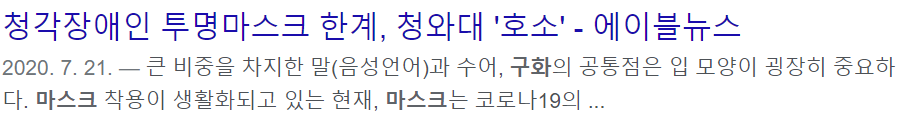 청각장애인 투명마스크 한계, 청와대 '호소' - 에이블뉴스
2020. 7. 21. — 큰 비중을 차지한 말(음성언어)과 수어, 구화의 공통점은 입 모양이 굉장히 중요하
다. 마스크 착용이 생활화되고 있는 현재, 마스크는 코로나19의 ...